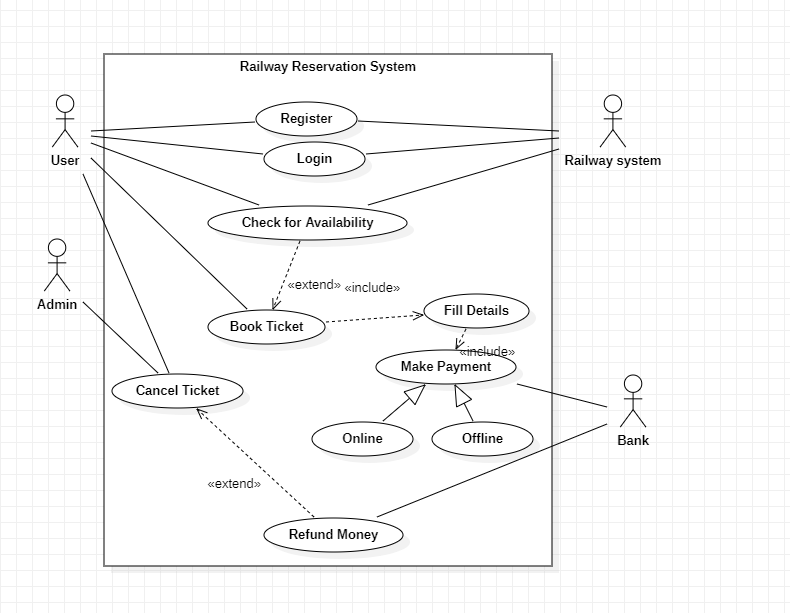 Railway Reservation System
Register
Login
User
Railway system
Check for Availability
«extend»
«include»
Admin
Fill Details
Book Ticket
«include»
Make Payment
Cancel Ticket
Online
Offline
Bank
«extend»
Refund Money